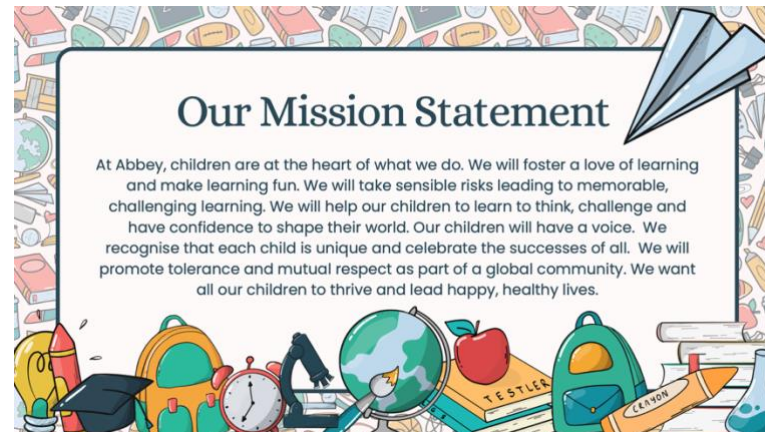 Our Mission Statement
At Abbey, children are at the heart of what we do. We will foster a love of learning
and make learning fun. We will take sensible risks leading to memorable,
challenging learning. We will help our children to learn to think, challenge and
have confidence to shape their world. Our children will have a voice.  We
recognise that each child is unique and celebrate the successes of all.  We will
promote tolerance and mutual respect as part of a global community. We want
all our children to thrive and lead happy, healthy lives.
TESTLER
CRAYON